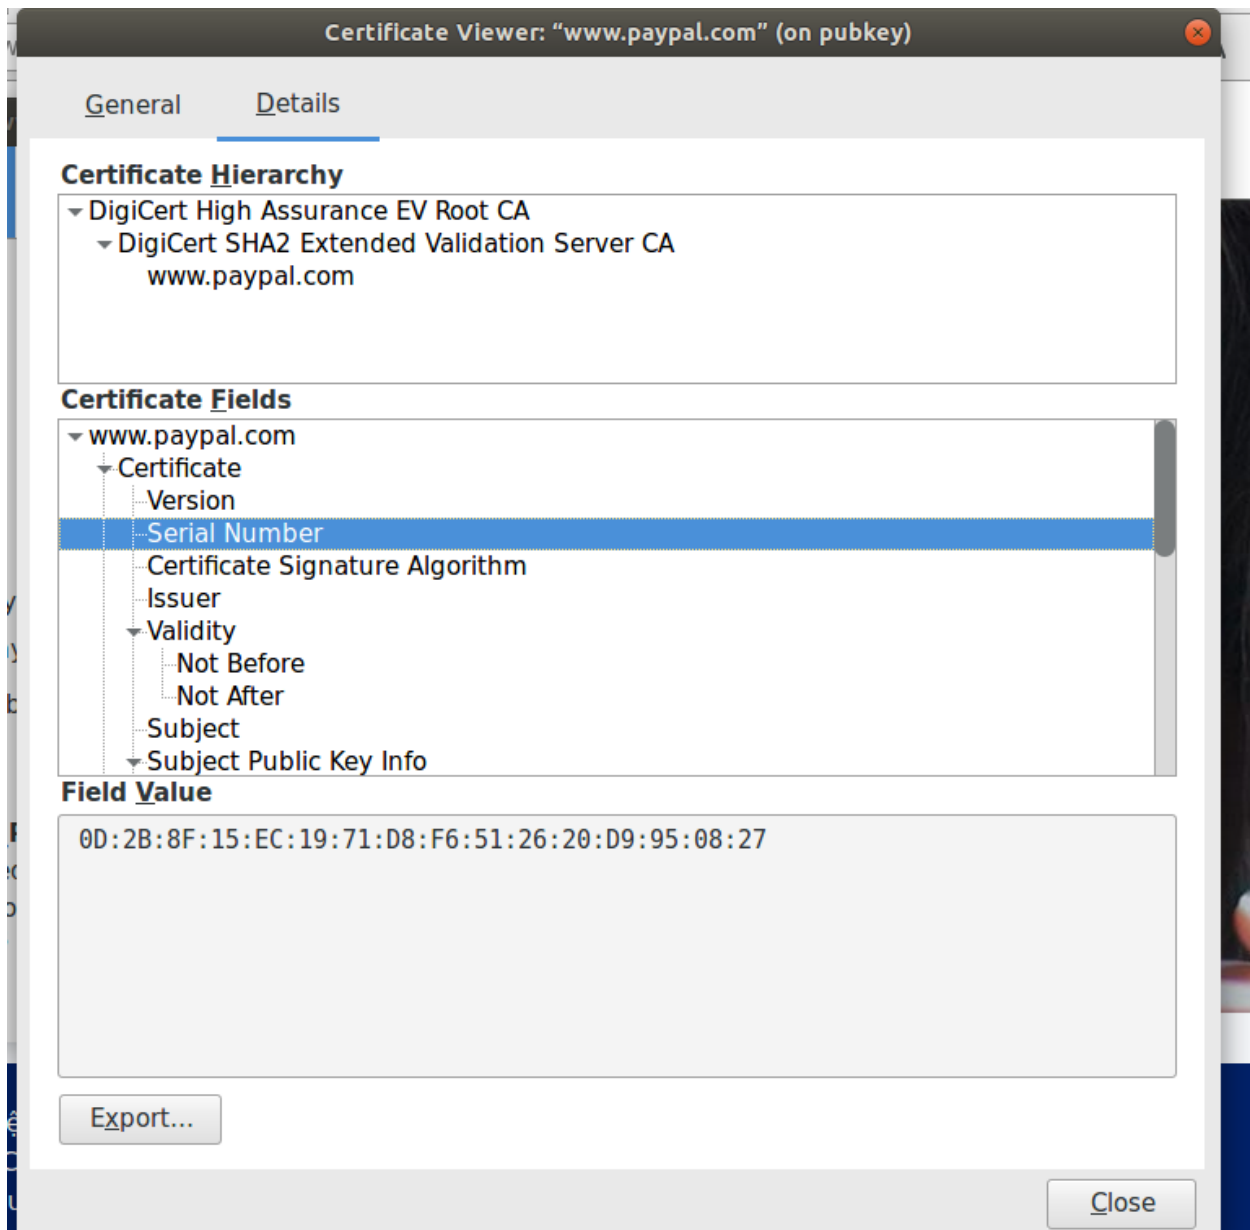 Certificate Viewer: “www.paypal.com” (on pubkey)
General
Details
Certificate Hierarchy
DigiCert High Assurance EV Root CA
DigiCert SHA2 Extended Validation Server CA
www.paypal.com
Certificate Fields
www.paypal.com
Certificate
Version
Serial Number
Certificate Signature Algorithm
Issuer
Validity
Not Before
Not After
Subject
Subject Public Key Info
Field Value
0D:2B:8F:15:EC:19:71:D8:F6:51:26:20:D9:95:08:27
Export...
Close